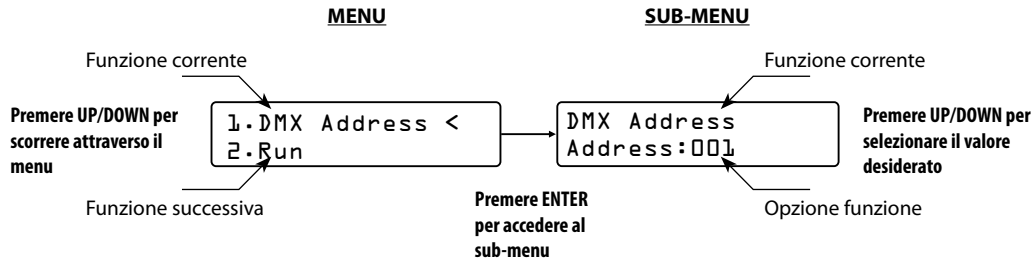 MENU
SUB-MENU
Funzione corrente
Funzione corrente
Premere UP/DOWN per
scorrere attraverso il
menu
1.DMX Address <
2.Run
DMX Address
Address:001
Premere UP/DOWN per
selezionare il valore
desiderato
Funzione successiva
Premere ENTER
per accedere al
sub-menu
Opzione funzione